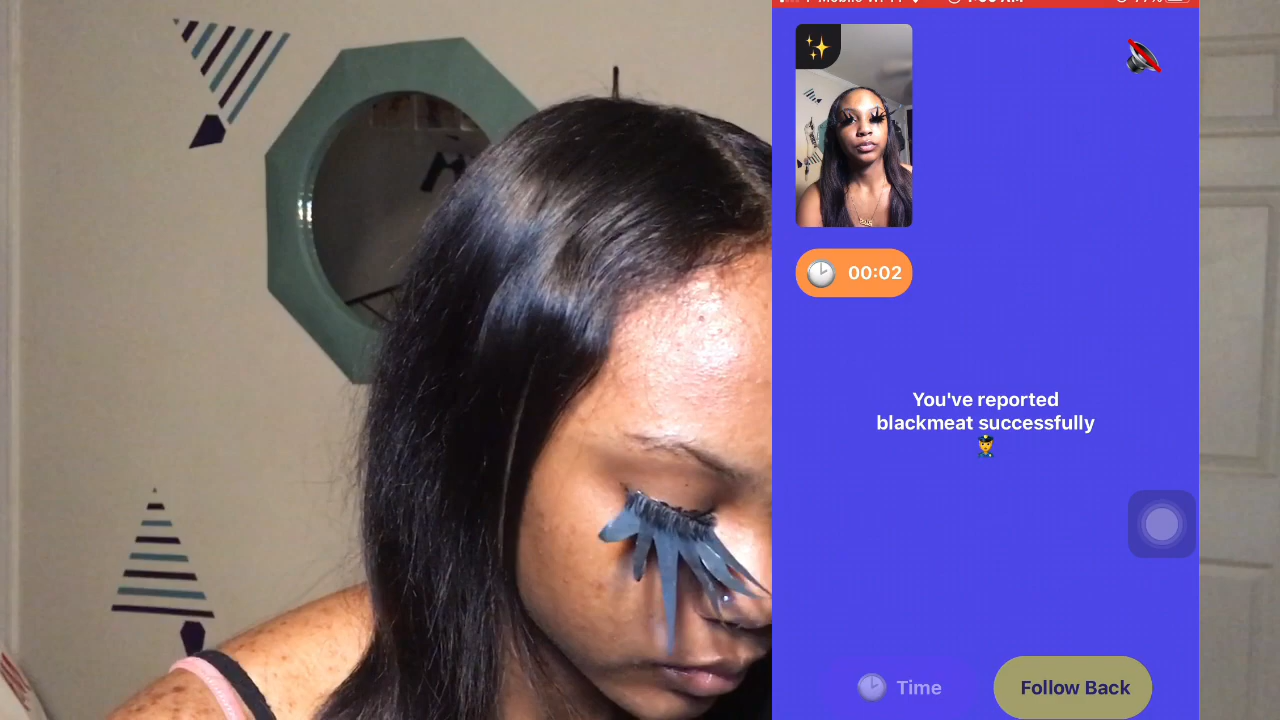 00:02
You've reported
blackmeat successfully
Time
Follow Back